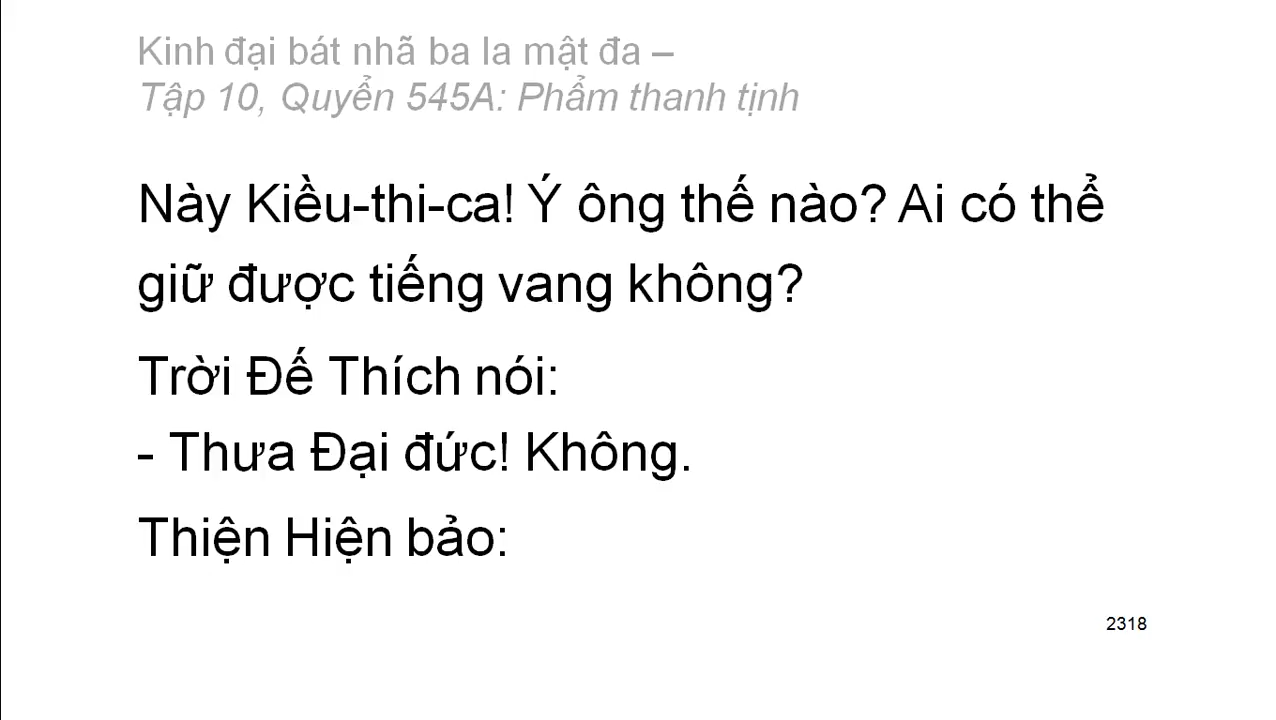 Kinh đại bát nhã ba la mật đa –
Tập 10, Quyển 545A: Phẩm thanh tịnh
Này Kiều-thi-ca! Ý ông thế nào? Ai có thể
giữ được tiếng vang không?
Trời Đế Thích nói:
- Thưa Đại đức! Không.
Thiện Hiện bảo:
2318